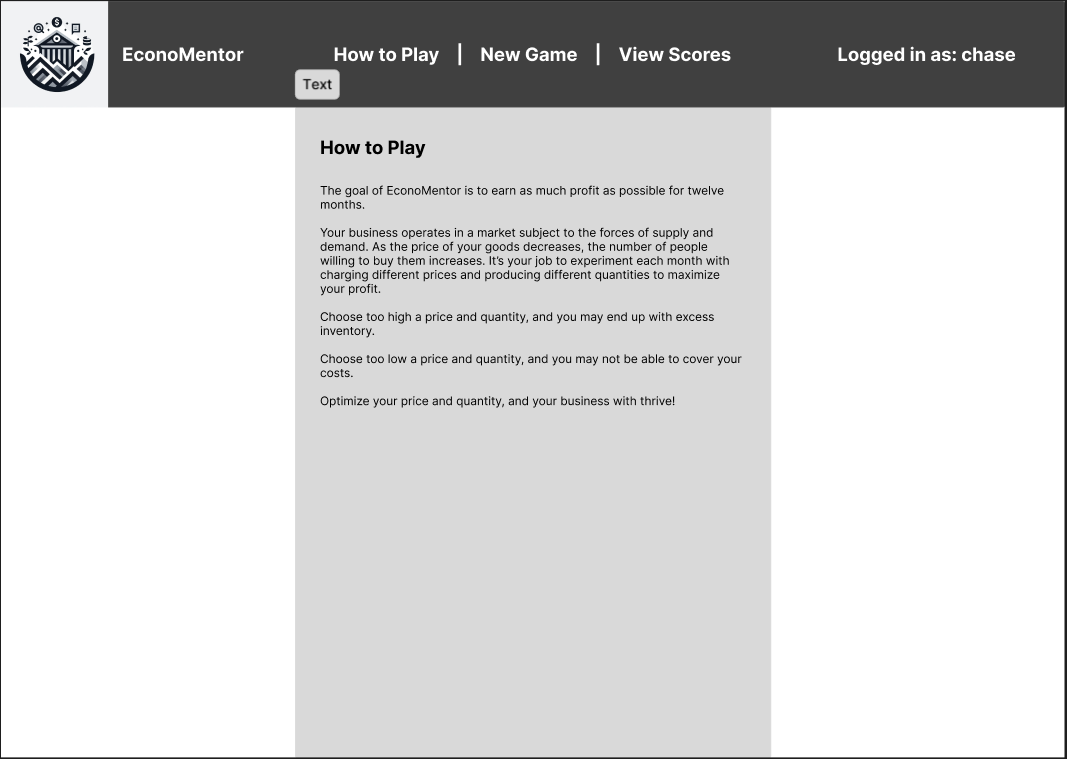 EconoMentor
How to Play | New Game | View Scores
Logged in as: chase
Text
How to Play
The goal of EconoMentor is to earn as much profit as possible for twelve
months.
Your business operates in a market subject to the forces of supply and
demand. As the price of your goods decreases, the number of people
willing to buy them increases. It's your job to experiment each month with
charging different prices and producing different quantities to maximize
your profit.
Choose too high a price and quantity, and you may end up with excess
inventory.
Choose too low a price and quantity, and you may not be able to cover your
costs.
Optimize your price and quantity, and your business with thrive!